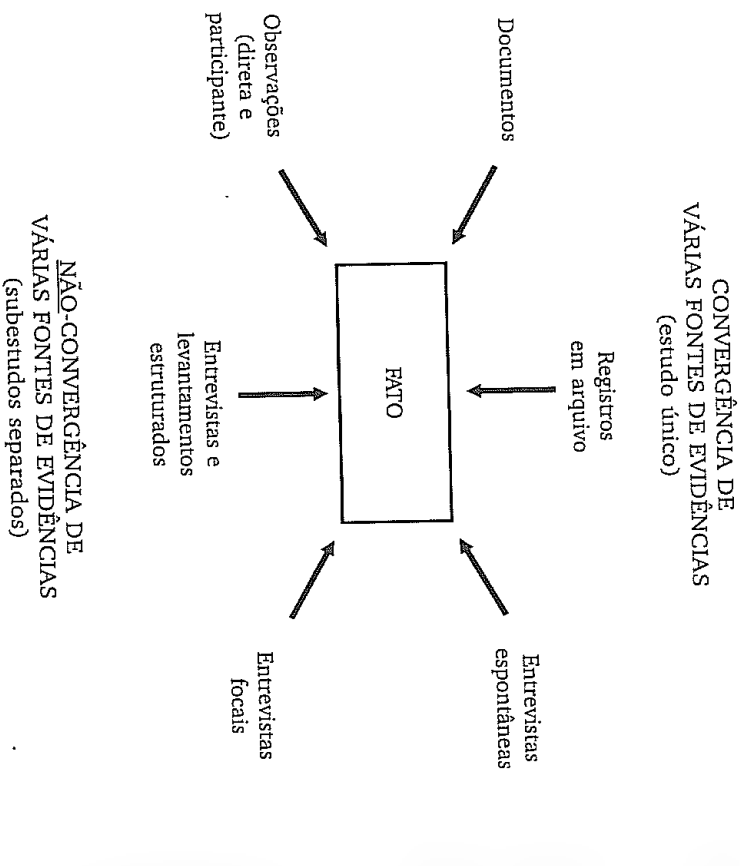 CONVERGÊNCIA DE
VÁRIAS FONTES DE EVIDÊNCIAS
(estudo único)
Documentos
Registros
em arquivo
Entrevistas
espontâneas
FATO
Observações
(direta e
participante)
Entrevistas e
levantamentos
estruturados
Entrevistas
focais
NÃO-CONVERGÊNCIA DE
VÁRIAS FONTES DE EVIDÊNCIAS
(subestudos separados)